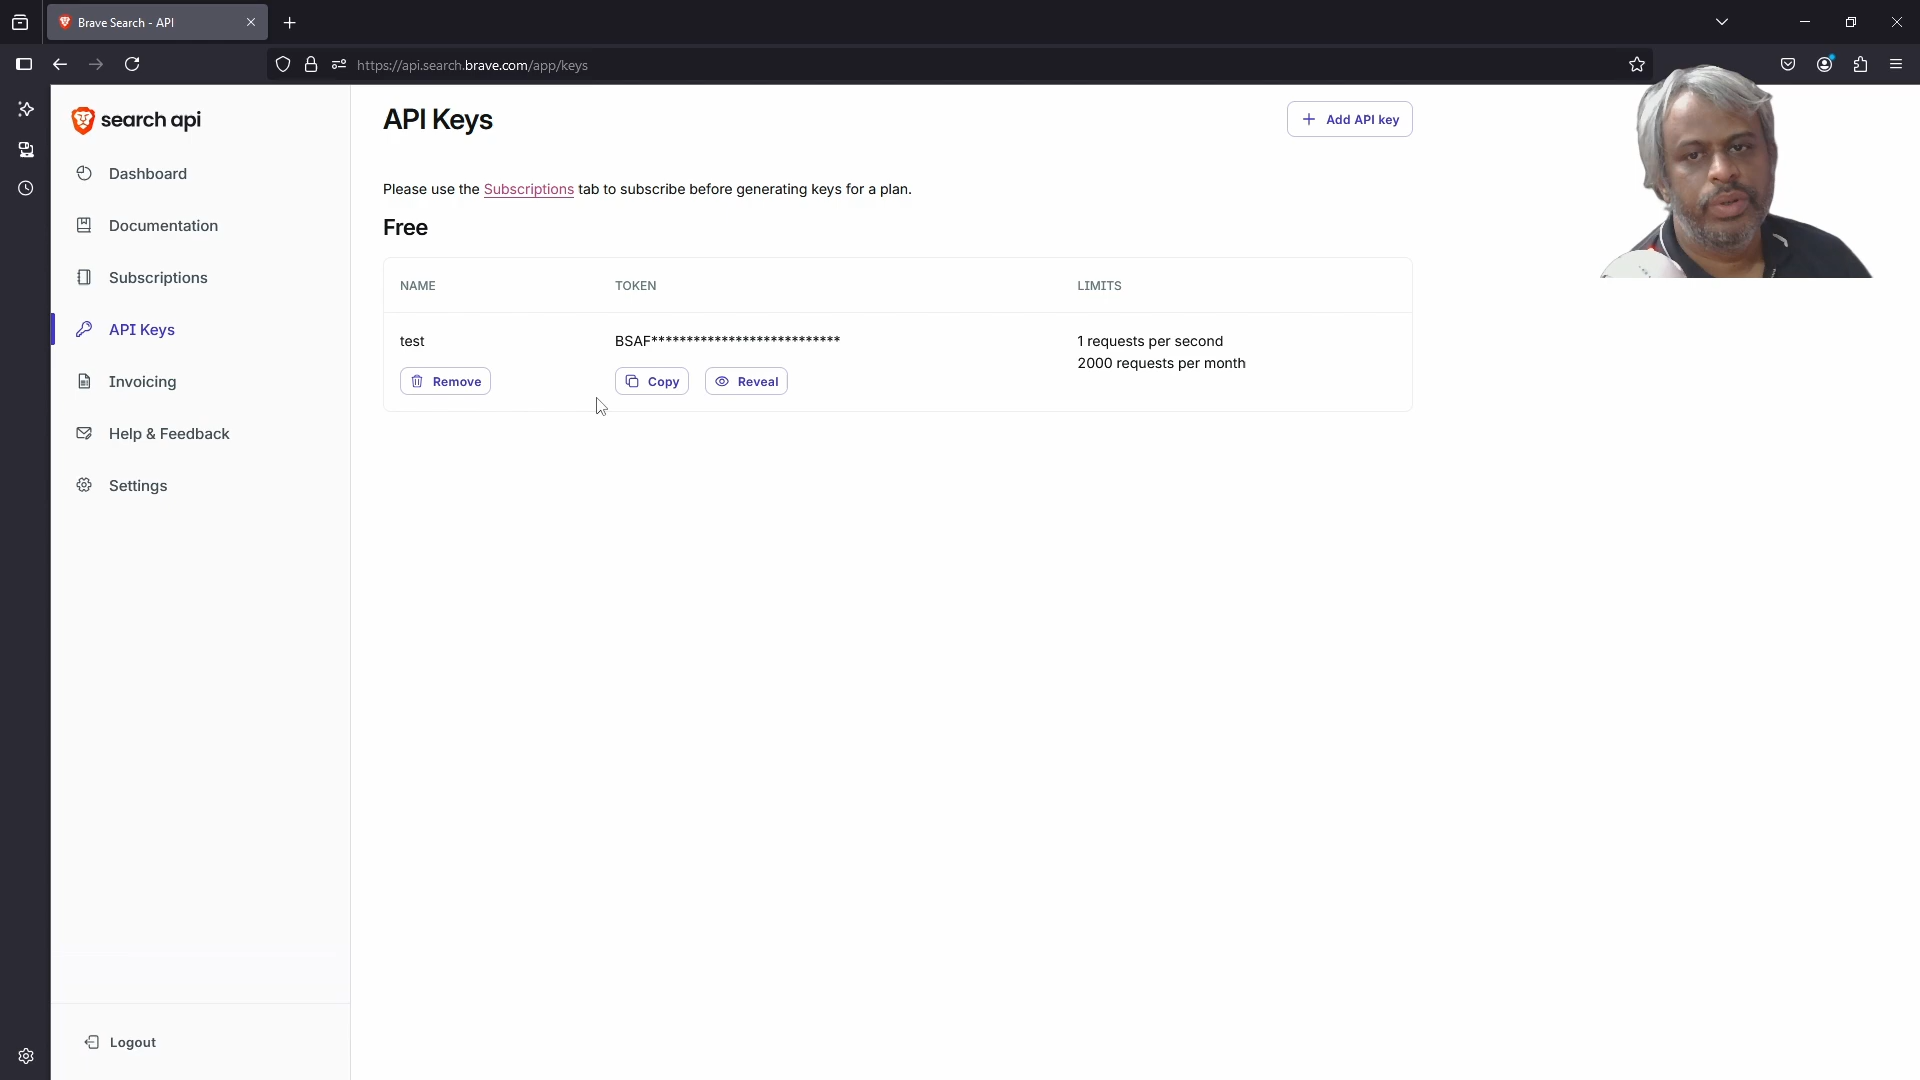 Brave Search - API
https://api.search.brave.com/app/keys
search api
Dashboard
Documentation
Subscriptions
API Keys
Invoicing
Help & Feedback
Settings
Logout
API Keys
Add API key
Please use the Subscriptions tab to subscribe before generating keys for a plan.
Free
NAME TOKEN LIMITS
test BSAF*************************** 1 requests per second
2000 requests per month
Remove Copy Reveal